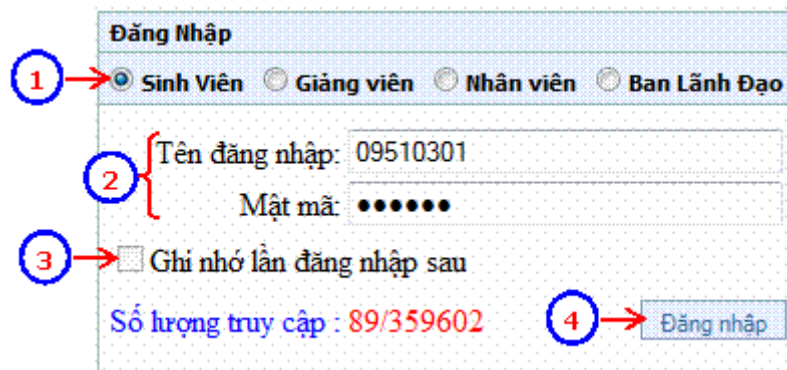 Đăng Nhập
1 Sinh Viên Giảng viên Nhân viên Ban Lãnh Đạo
2 Tên đăng nhập: 09510301
Mật mã: ●●●●●●
3 Ghi nhớ lần đăng nhập sau
Số lượng truy cập : 89/359602 4 Đăng nhập